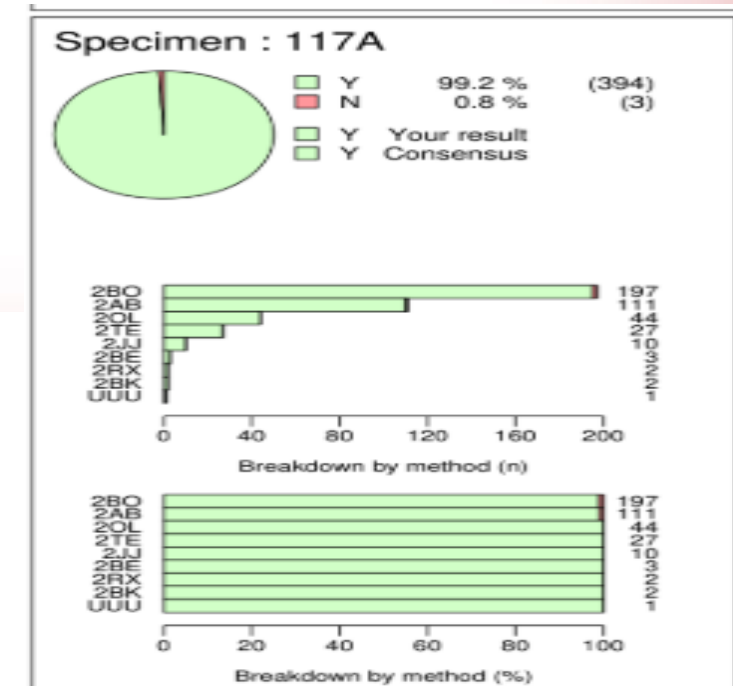 Specimen : 117A
Y 99.2 % (394)
N 0.8 % (3)
Y Your result
Y Consensus
2BO 197
2AB 111
2OL 44
2TE 27
2JJ 10
2BE 3
2RX 2
2BK 2
UUU 1
0 40 80 120 160 200
Breakdown by method (n)
2BO 197
2AB 111
2OL 44
2TE 27
2JJ 10
2BE 3
2RX 2
2BK 2
UUU 1
0 20 40 60 80 100
Breakdown by method (%)